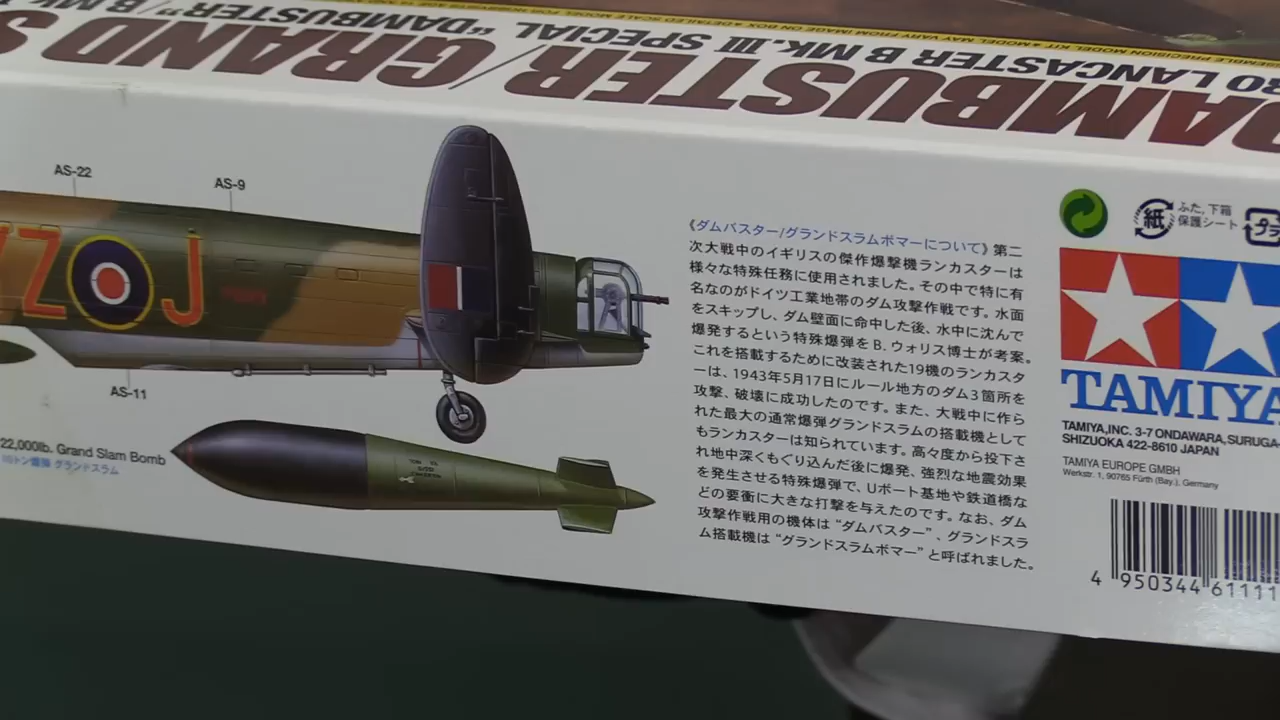 DAMBUSTER/GRAND S
RO LANCASTER B MK.III SPECIAL "DAMBUSTER"/B MK.
AS-22
AS-9
Z J
AS-11
22,000lb. Grand Slam Bomb
10トン爆弾 グランドスラム
《ダムバスター/グランドスラムボマーについて》第二
次大戦中のイギリスの傑作爆撃機ランカスターは
様々な特殊任務に使用されました。その中で特に有
名なのがドイツ工業地帯のダム攻撃作戦です。水面
をスキップし、ダム壁面に命中した後、水中に沈んで
爆発するという特殊爆弾をB. ウォリス博士が考案。
これを搭載するために改装された19機のランカスタ
ーは、1943年5月17日にルール地方のダム3箇所を
攻撃、破壊に成功したのです。また、大戦中に作ら
れた最大の通常爆弾グランドスラムの搭載機として
もランカスターは知られています。高々度から投下さ
れ地中深くもぐり込んだ後に爆発、強烈な地震効果
を発生させる特殊爆弾で、Uボート基地や鉄道橋な
どの要衝に大きな打撃を与えたのです。なお、ダム
攻撃作戦用の機体は"ダムバスター"、グランドスラ
ム搭載機は"グランドスラムボマー"と呼ばれました。
紙
ふた, 下箱
保護シート
プラ
TAMIYA
TAMIYA,INC. 3-7 ONDAWARA, SURUGA-
SHIZUOKA 422-8610 JAPAN
TAMIYA EUROPE GMBH
Werkstr. 1, 90765 Fürth (Bay.), Germany
4 950344 61111